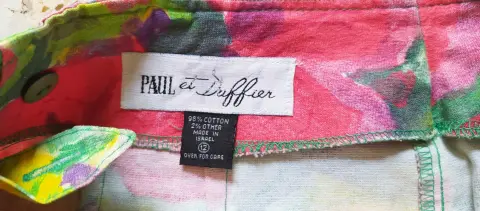 PAUL et Duffier
98% COTTON
2% OTHER
MADE IN
ISRAEL
12
OVER FOR CARE